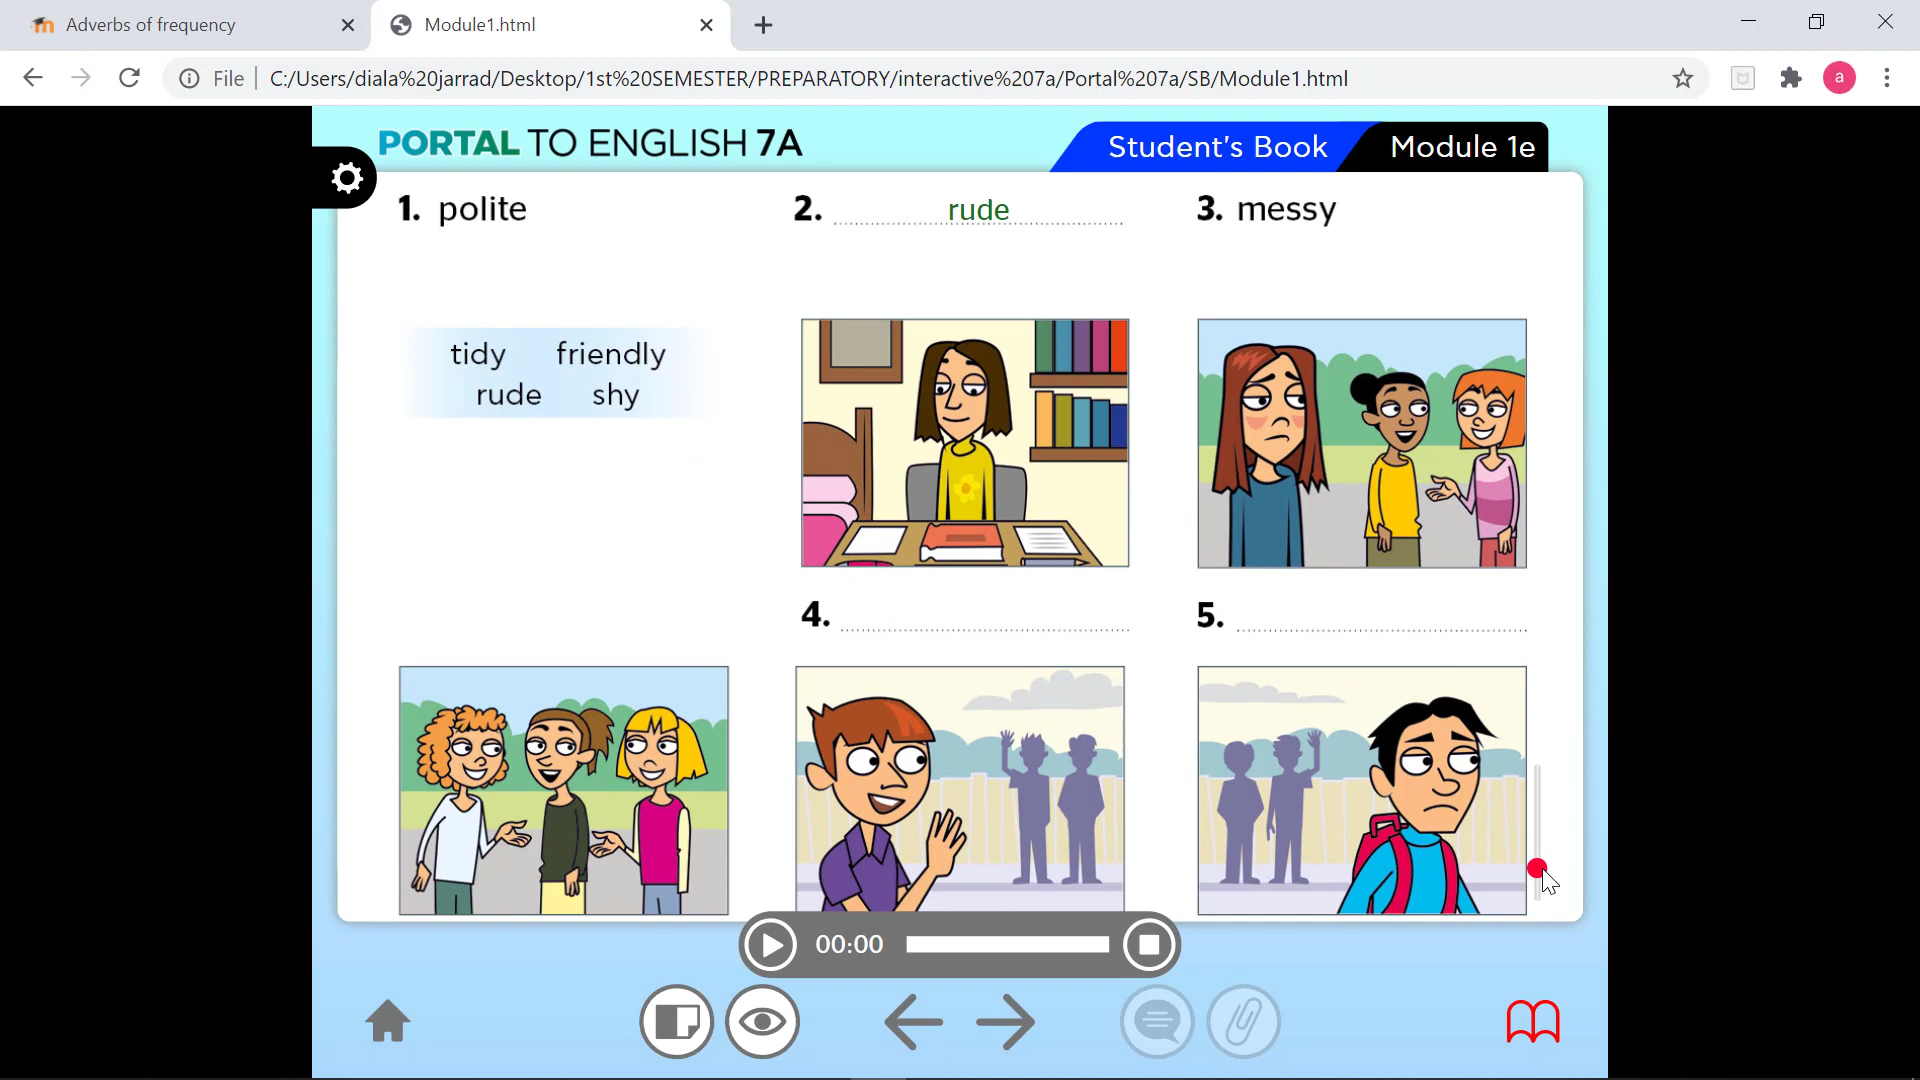 Adverbs of frequency
Module1.html
File
C:/Users/diala%20jarrad/Desktop/1st%20SEMESTER/PREPARATORY/interactive%207a/Portal%207a/SB/Module1.html
a
PORTAL TO ENGLISH 7A
Student's Book
Module 1e
1. polite
2. rude
3. messy
tidy friendly
rude shy
4.
5.
00:00